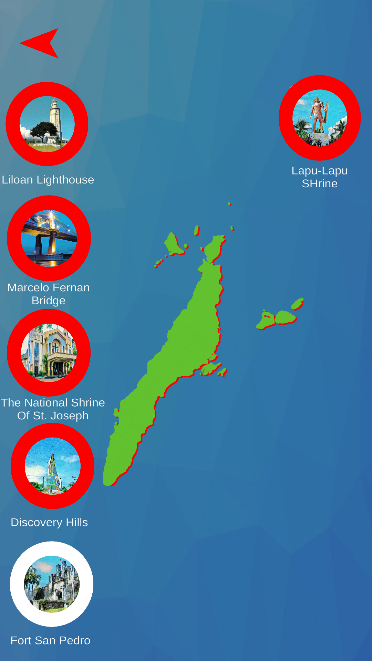 Liloan Lighthouse
Lapu-Lapu
SHrine
Marcelo Fernan
Bridge
The National Shrine
Of St. Joseph
Discovery Hills
Fort San Pedro